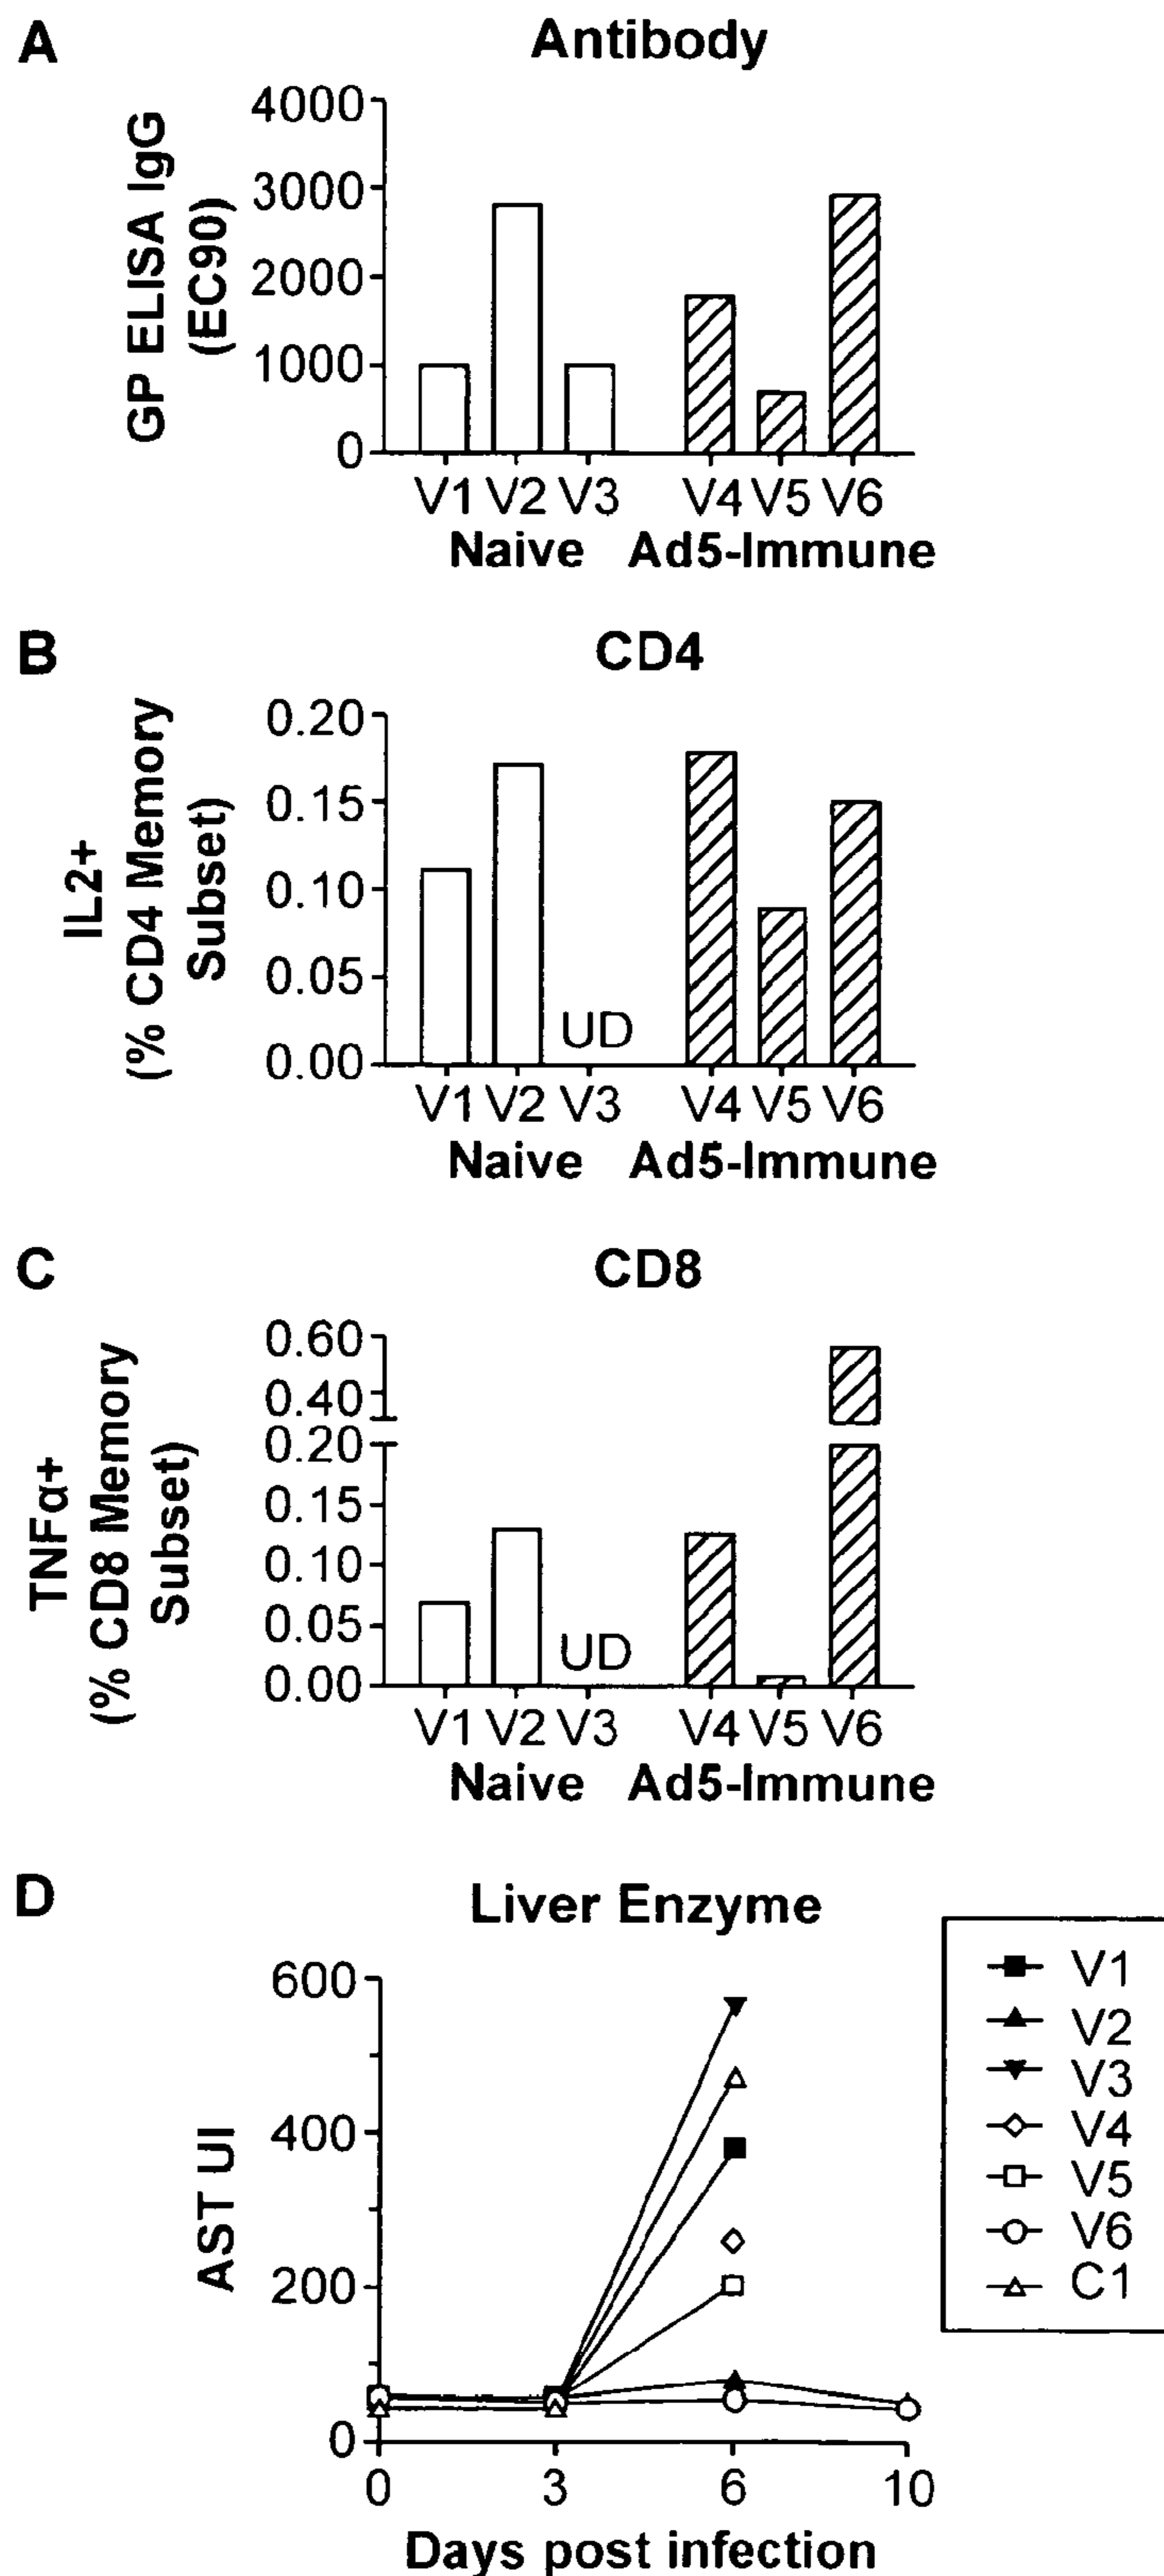 A
Antibody
GP ELISA IgG
(EC90)
4000
3000
2000
1000
0
V1 V2 V3 V4 V5 V6
Naive Ad5-Immune
B
CD4
IL2+
(% CD4 Memory
Subset)
0.20
0.15
0.10
0.05
0.00
UD
V1 V2 V3 V4 V5 V6
Naive Ad5-Immune
C
CD8
TNFα+
(% CD8 Memory
Subset)
0.60
0.40
0.20
0.15
0.10
0.05
0.00
UD
V1 V2 V3 V4 V5 V6
Naive Ad5-Immune
D
Liver Enzyme
AST UI
600
400
200
0
0 3 6 10
Days post infection
V1
V2
V3
V4
V5
V6
C1